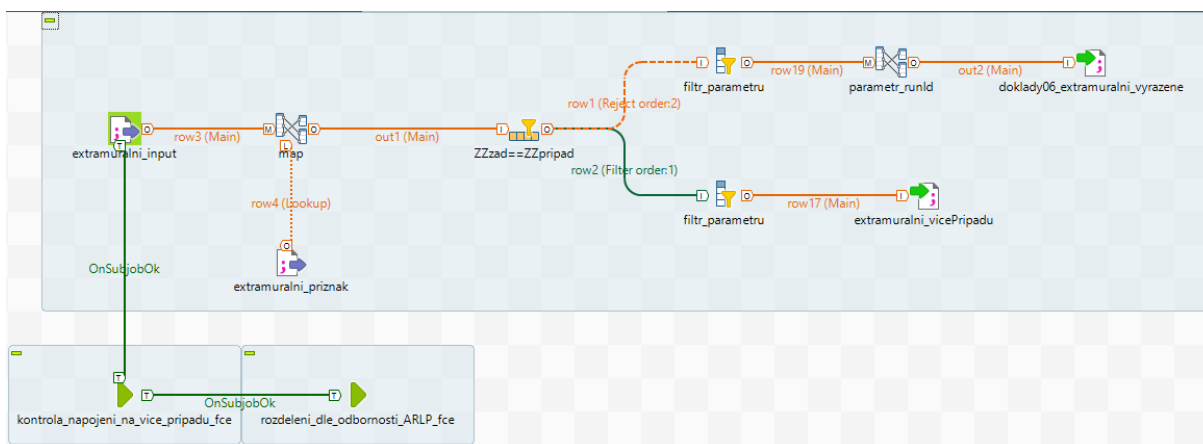 row19 (Main)
out2 (Main)
filtr_parametru
parametr_runId
doklady06_extramuralni_vyrazene
row1 (Reject order:2)
row3 (Main)
out1 (Main)
extramuralni_input
map
ZZzad==ZZpripad
row2 (Filter order:1)
row4 (Lookup)
row17 (Main)
filtr_parametru
extramuralni_vicePripadu
OnSubjobOk
extramuralni_priznak
OnSubjobOk
kontrola_napojeni_na_vice_pripadu_fce
rozdeleni_dle_odbornosti_ARLP_fce